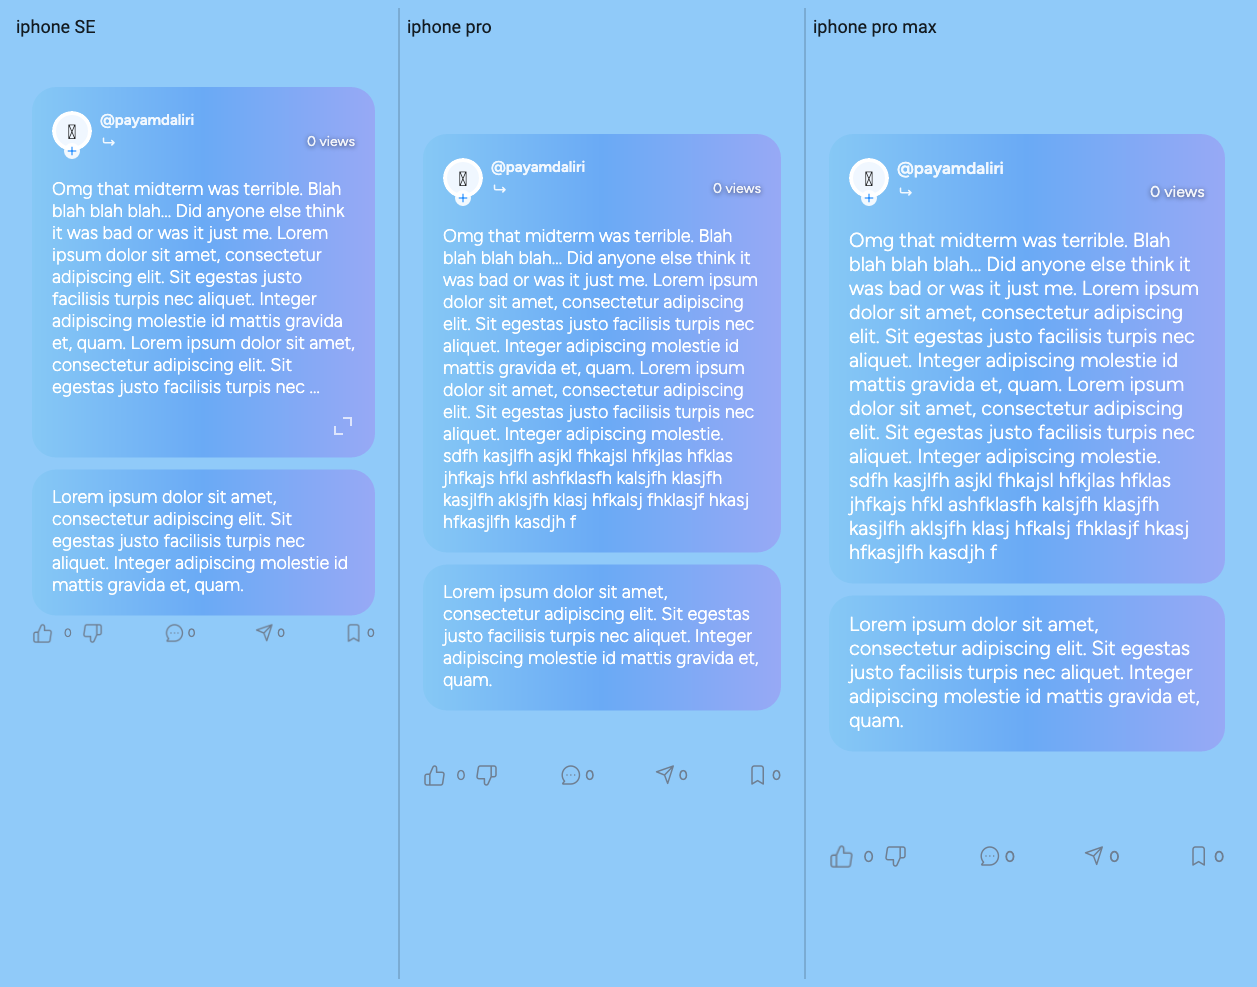 iphone SE
@payamdaliri
0 views
Omg that midterm was terrible. Blah
blah blah blah... Did anyone else think
it was bad or was it just me. Lorem
ipsum dolor sit amet, consectetur
adipiscing elit. Sit egestas justo
facilisis turpis nec aliquet. Integer
adipiscing molestie id mattis gravida
et, quam. Lorem ipsum dolor sit amet,
consectetur adipiscing elit. Sit
egestas justo facilisis turpis nec ...
Lorem ipsum dolor sit amet,
consectetur adipiscing elit. Sit
egestas justo facilisis turpis nec
aliquet. Integer adipiscing molestie id
mattis gravida et, quam.
0 0 0 0
iphone pro
@payamdaliri
0 views
Omg that midterm was terrible. Blah
blah blah blah... Did anyone else think it
was bad or was it just me. Lorem ipsum
dolor sit amet, consectetur adipiscing
elit. Sit egestas justo facilisis turpis nec
aliquet. Integer adipiscing molestie id
mattis gravida et, quam. Lorem ipsum
dolor sit amet, consectetur adipiscing
elit. Sit egestas justo facilisis turpis nec
aliquet. Integer adipiscing molestie.
sdfh kasjlfh asjkl fhkajsl hfkjlas hfklas
jhfkajs hfkl ashfklasfh kalsjfh klasjfh
kasjlfh aklsjfh klasj hfkalsj fhklasjf hkasj
hfkasjlfh kasdjh f
Lorem ipsum dolor sit amet,
consectetur adipiscing elit. Sit egestas
justo facilisis turpis nec aliquet. Integer
adipiscing molestie id mattis gravida et,
quam.
0 0 0 0
iphone pro max
@payamdaliri
0 views
Omg that midterm was terrible. Blah
blah blah blah... Did anyone else think it
was bad or was it just me. Lorem ipsum
dolor sit amet, consectetur adipiscing
elit. Sit egestas justo facilisis turpis nec
aliquet. Integer adipiscing molestie id
mattis gravida et, quam. Lorem ipsum
dolor sit amet, consectetur adipiscing
elit. Sit egestas justo facilisis turpis nec
aliquet. Integer adipiscing molestie.
sdfh kasjlfh asjkl fhkajsl hfkjlas hfklas
jhfkajs hfkl ashfklasfh kalsjfh klasjfh
kasjlfh aklsjfh klasj hfkalsj fhklasjf hkasj
hfkasjlfh kasdjh f
Lorem ipsum dolor sit amet,
consectetur adipiscing elit. Sit egestas
justo facilisis turpis nec aliquet. Integer
adipiscing molestie id mattis gravida et,
quam.
0 0 0 0